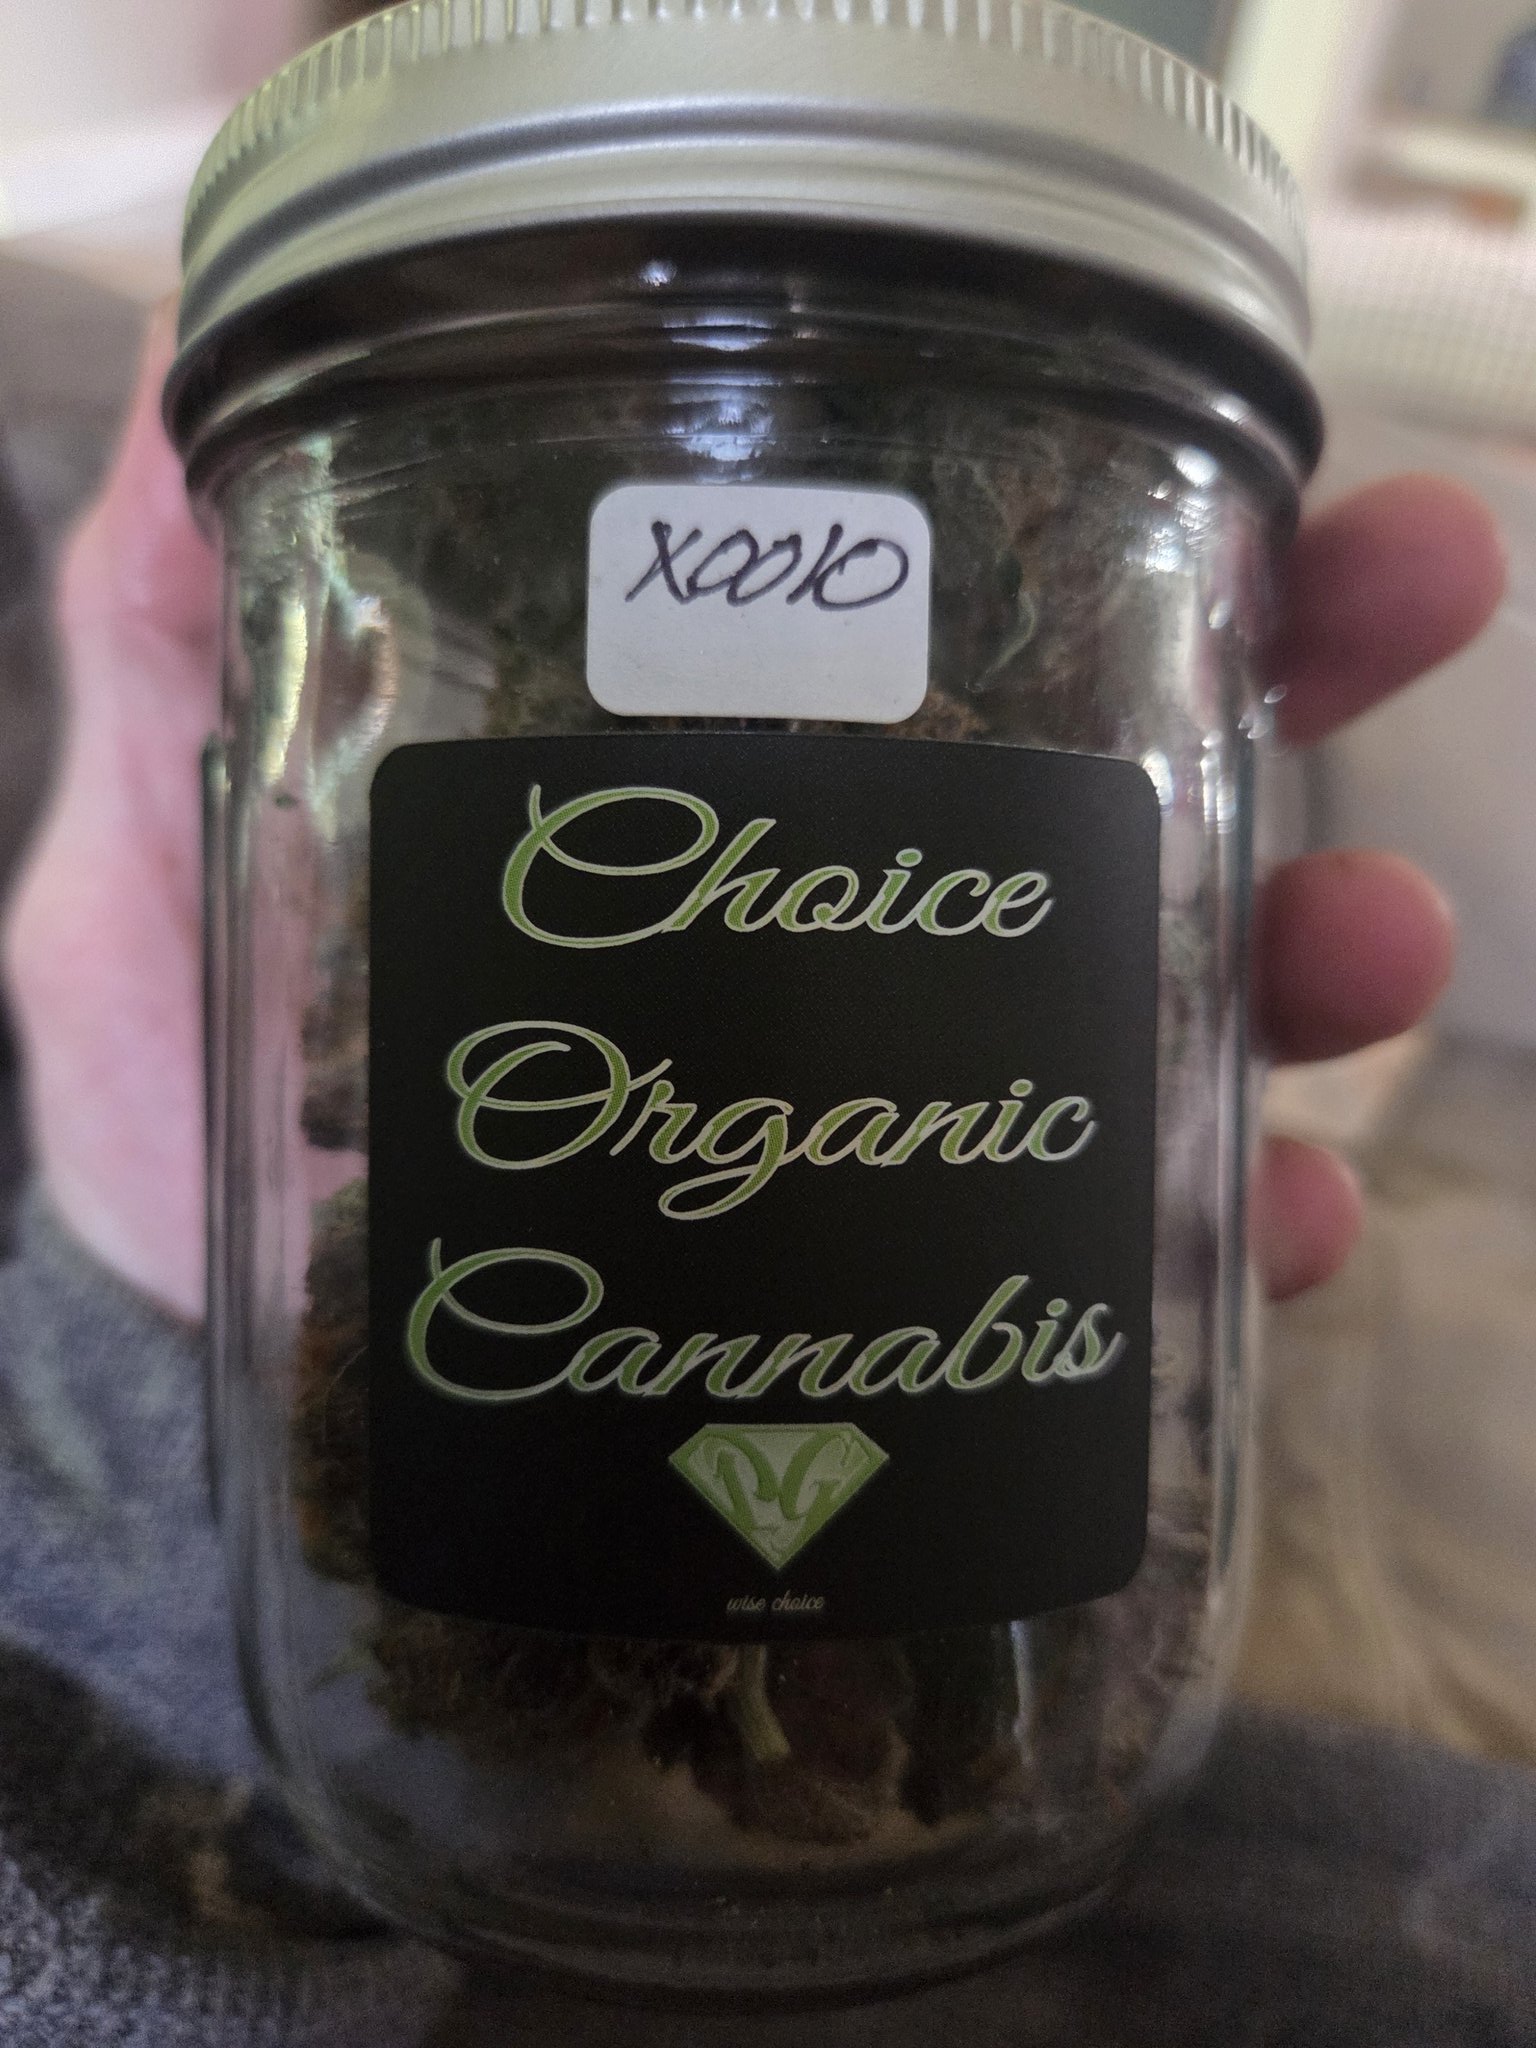 X0010
Choice
Organic
Cannabis
wise choice